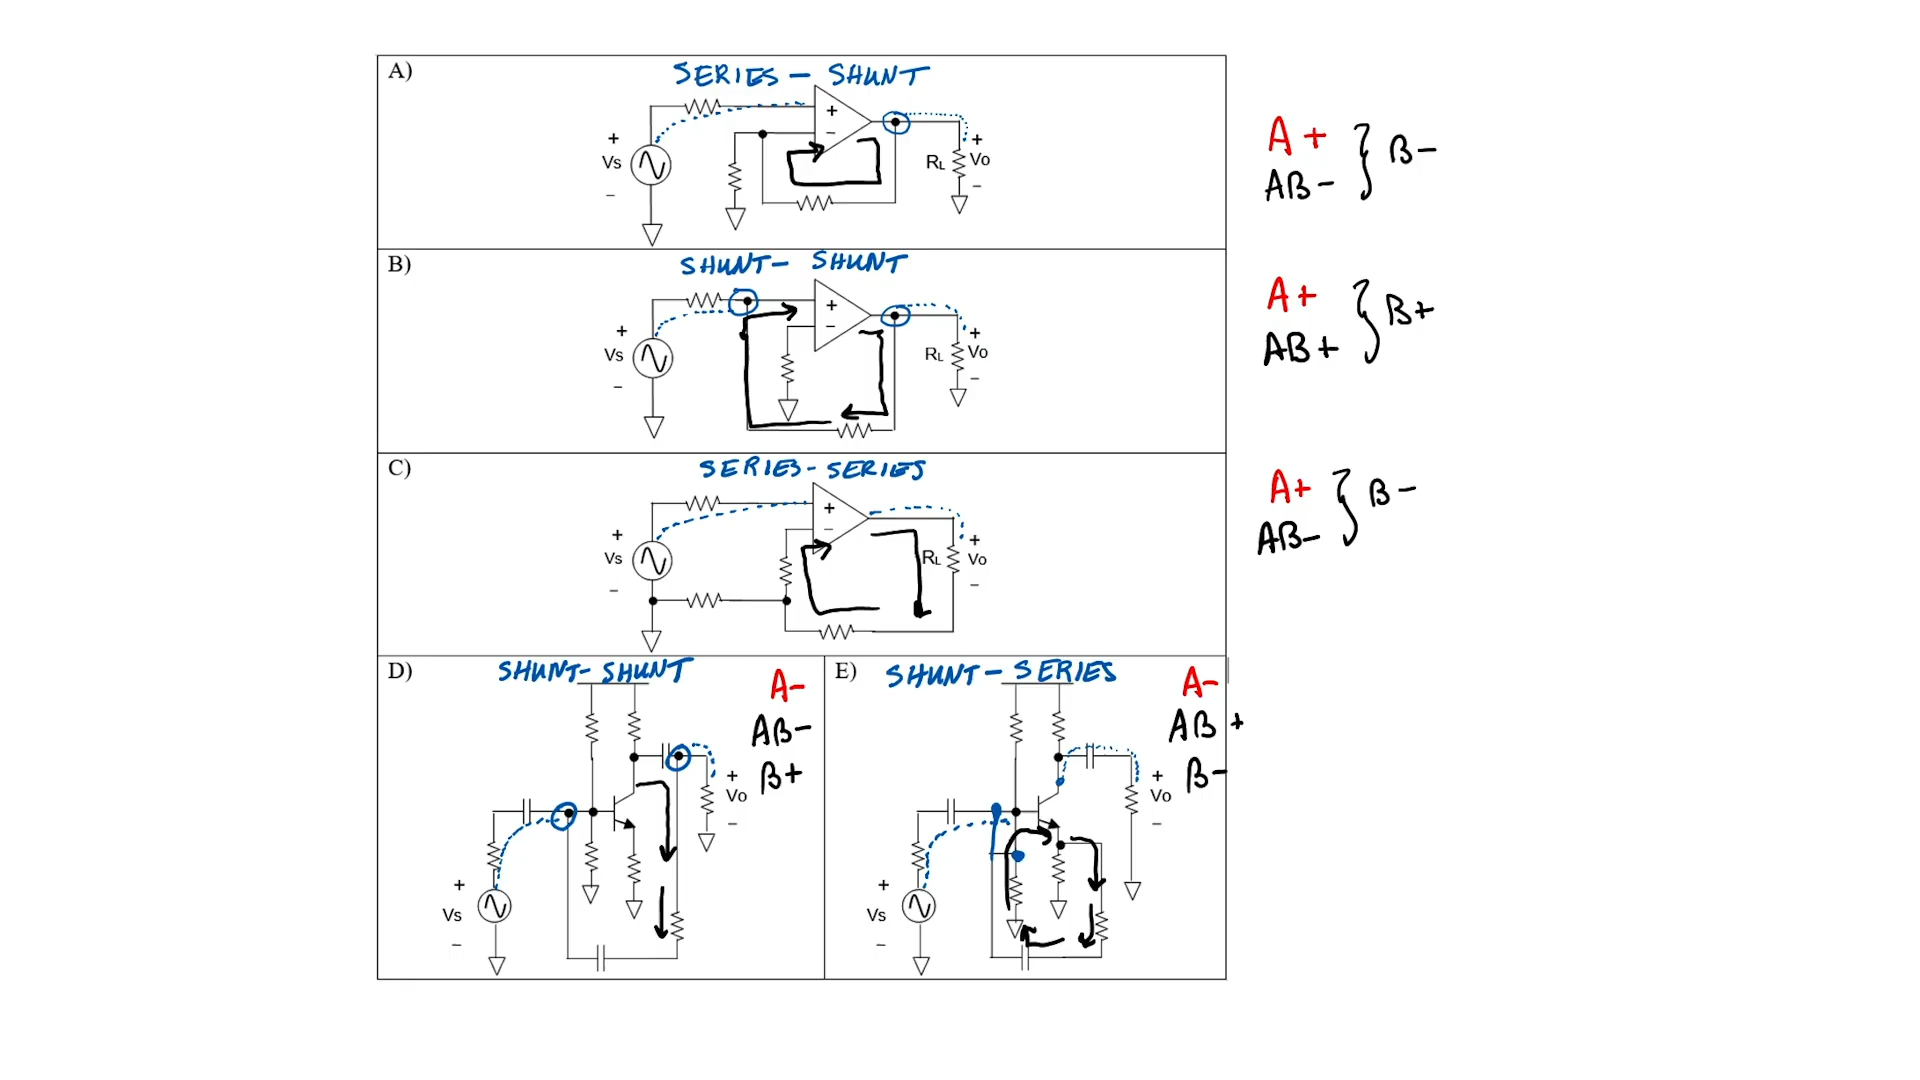 A)
SERIES - SHUNT
+
Vs
−
+
−
RL
+
Vo
−
A +
AB -
} B -
B)
SHUNT- SHUNT
+
Vs
−
+
−
RL
+
Vo
−
A+
AB +
} B+
C)
SERIES- SERIES
+
Vs
−
+
−
RL
+
Vo
−
A+
AB-
} B -
D)
SHUNT- SHUNT
A-
AB-
B+
+
Vo
−
+
Vs
−
E)
SHUNT - SERIES
A-
AB +
B-
+
Vo
−
+
Vs
−